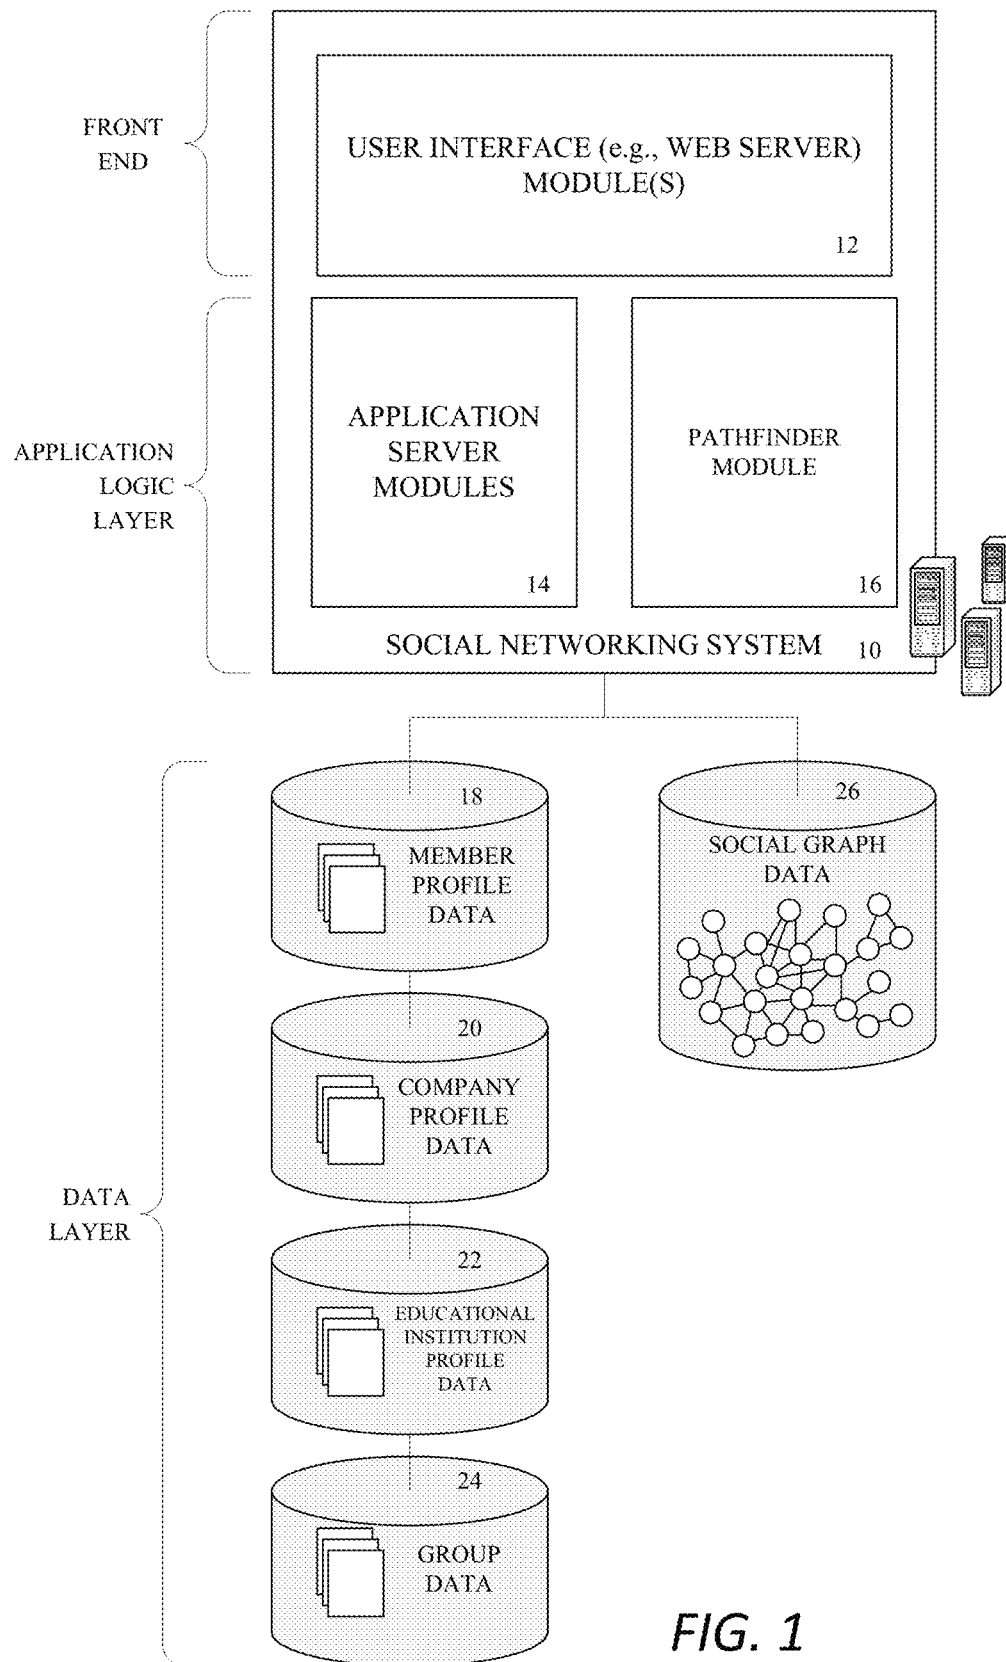 FRONT
END
USER INTERFACE (e.g., WEB SERVER)
MODULE(S)
12
APPLICATION
LOGIC
LAYER
APPLICATION
SERVER
MODULES
14
PATHFINDER
MODULE
16
SOCIAL NETWORKING SYSTEM
10
DATA
LAYER
18
MEMBER
PROFILE
DATA
26
SOCIAL GRAPH
DATA
20
COMPANY
PROFILE
DATA
22
EDUCATIONAL
INSTITUTION
PROFILE
DATA
24
GROUP
DATA
FIG. 1